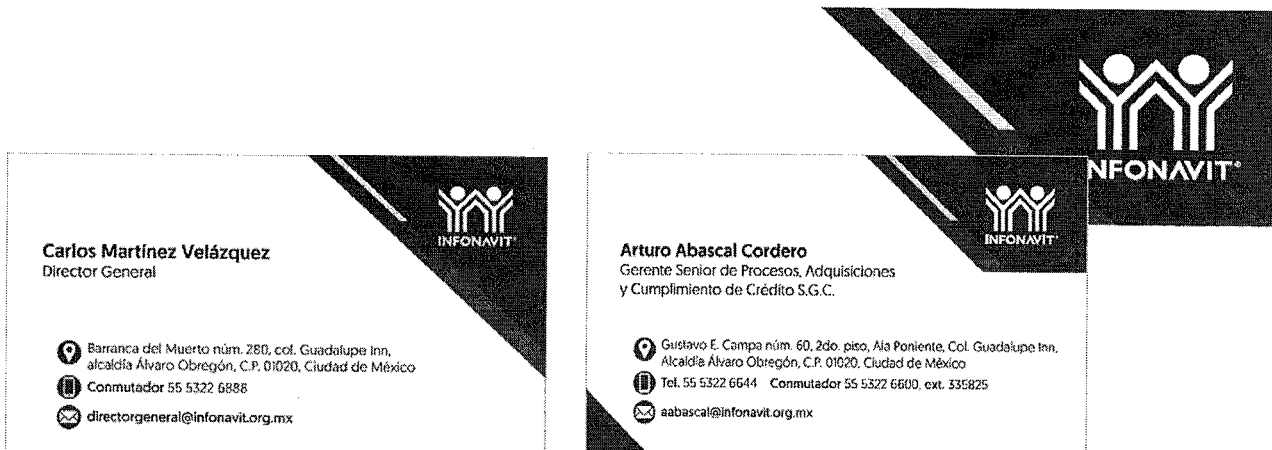 INFONAVIT®
INFONAVIT®
Carlos Martínez Velázquez
Director General
Barranca del Muerto núm. 280, col. Guadalupe Inn,
alcaldía Álvaro Obregón, C.P. 01020, Ciudad de México
Conmutador 55 5322 6888
directorgeneral@infonavit.org.mx
INFONAVIT®
Arturo Abascal Cordero
Gerente Senior de Procesos, Adquisiciones
y Cumplimiento de Crédito S.G.C.
Gustavo E. Campa núm. 60, 2do. piso, Ala Poniente, Col. Guadalupe Inn,
Alcaldía Álvaro Obregón, C.P. 01020, Ciudad de México
Tel. 55 5322 6644 Conmutador 55 5322 6600, ext. 335825
aabascal@infonavit.org.mx